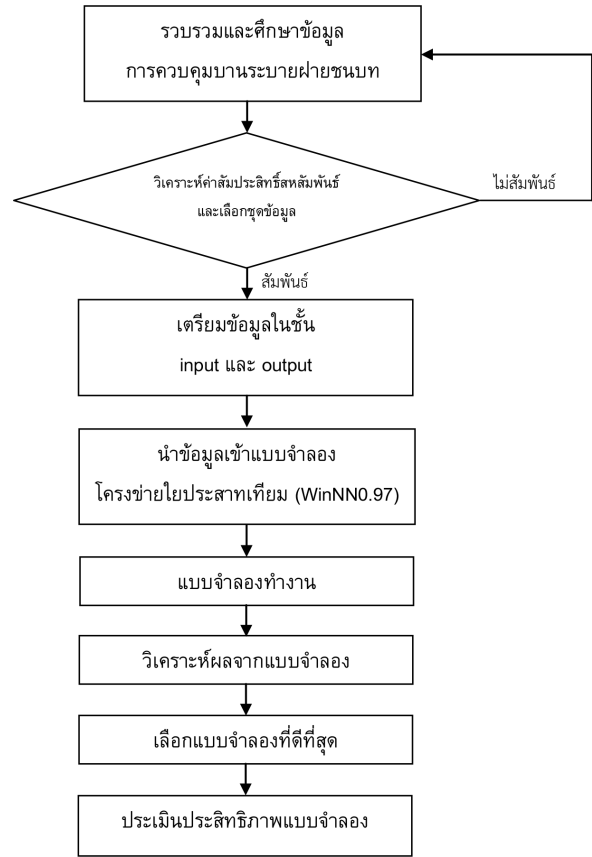 รวบรวมและศึกษาข้อมูล
การควบคุมบานระบายฝายชนบท
วิเคราะห์ค่าสัมประสิทธิ์สหสัมพันธ์
และเลือกชุดข้อมูล
ไม่สัมพันธ์
สัมพันธ์
เตรียมข้อมูลในชั้น
input และ output
นำข้อมูลเข้าแบบจำลอง
โครงข่ายใยประสาทเทียม (WinNN0.97)
แบบจำลองทำงาน
วิเคราะห์ผลจากแบบจำลอง
เลือกแบบจำลองที่ดีที่สุด
ประเมินประสิทธิภาพแบบจำลอง